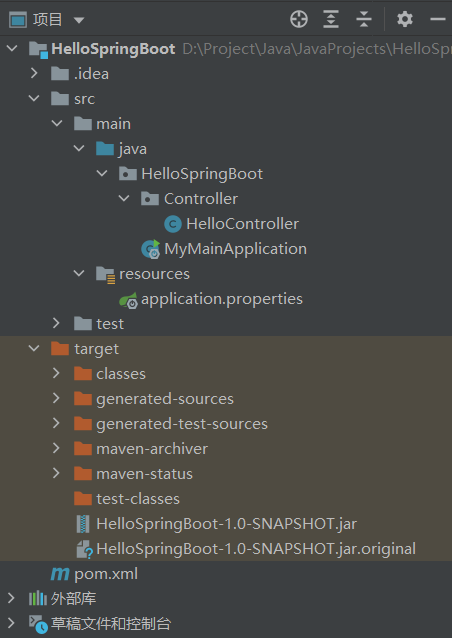 项目
HelloSpringBoot D:\Project\Java\JavaProjects\HelloSp
.idea
src
main
java
HelloSpringBoot
Controller
HelloController
MyMainApplication
resources
application.properties
test
target
classes
generated-sources
generated-test-sources
maven-archiver
maven-status
test-classes
HelloSpringBoot-1.0-SNAPSHOT.jar
HelloSpringBoot-1.0-SNAPSHOT.jar.original
pom.xml
外部库
草稿文件和控制台